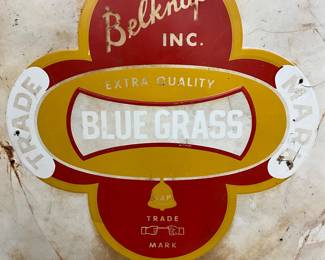 Belknap
INC.
EXTRA QUALITY
TRADE
BLUE GRASS
MARK
TRADE
MARK